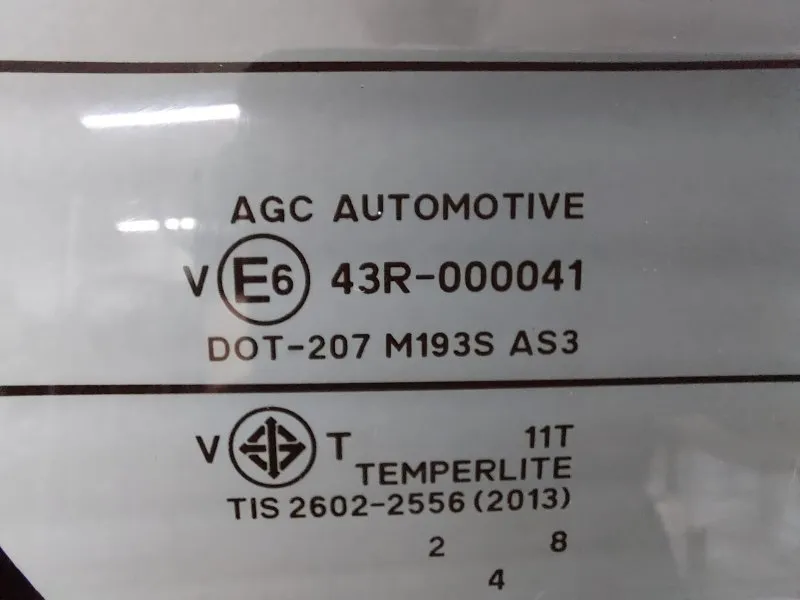 AGC AUTOMOTIVE
V E6 43R-000041
DOT-207 M193S AS3
V T 11T
TEMPERLITE
TIS 2602-2556 (2013)
2 8
4